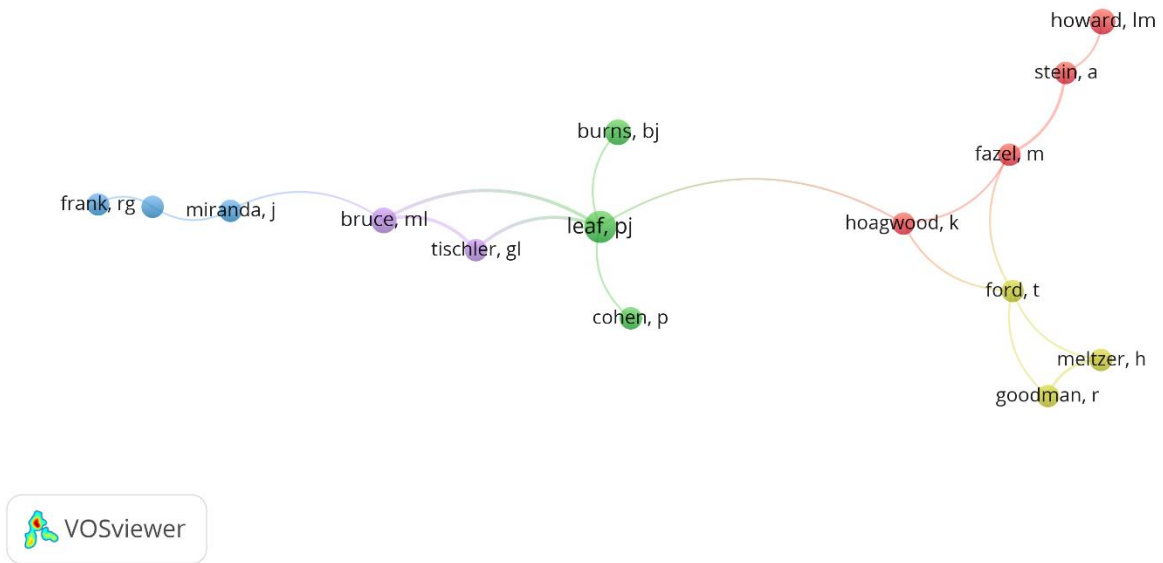 howard, lm
stein, a
burns, bj
fazel, m
frank, rg
miranda, j
bruce, ml
leaf, pj
hoagwood, k
tischler, gl
ford, t
cohen, p
meltzer, h
goodman, r
VOSviewer